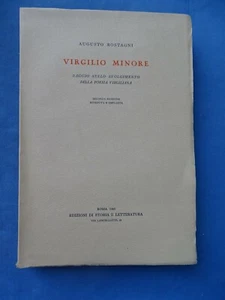 AUGUSTO ROSTAGNI
VIRGILIO MINORE
SAGGIO SULLO SVOLGIMENTO
DELLA POESIA VIRGILIANA
SECONDA EDIZIONE
RIVEDUTA E AMPLIATA
ROMA 1961
EDIZIONI DI STORIA E LETTERATURA